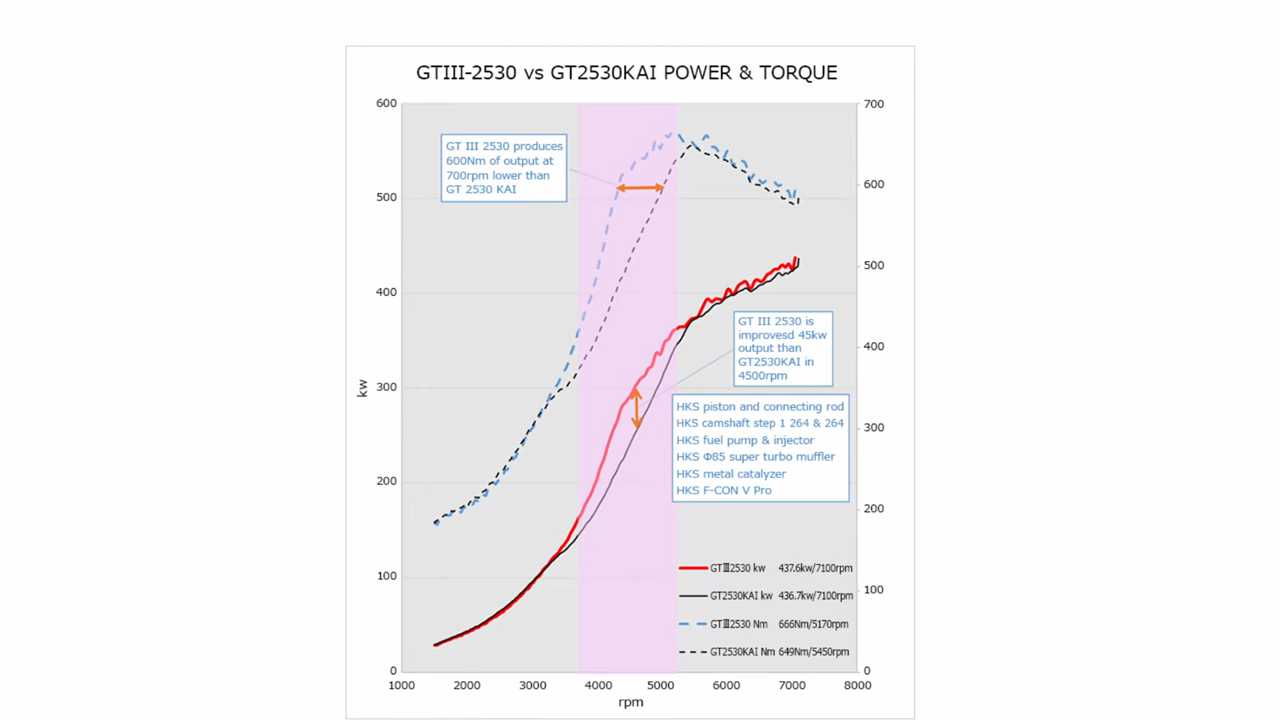 GTIII-2530 vs GT2530KAI POWER & TORQUE
600
500
400
300
200
100
0
kw
700
600
500
400
300
200
100
0
GT III 2530 produces
600Nm of output at
700rpm lower than
GT 2530 KAI
GT III 2530 is
improvesd 45kw
output than
GT2530KAI in
4500rpm
HKS piston and connecting rod
HKS camshaft step 1 264 & 264
HKS fuel pump & injector
HKS Φ85 super turbo muffler
HKS metal catalyzer
HKS F-CON V Pro
GTⅢ2530 kw 437.6kw/7100rpm
GT2530KAI kw 436.7kw/7100rpm
GTⅢ2530 Nm 666Nm/5170rpm
GT2530KAI Nm 649Nm/5450rpm
1000 2000 3000 4000 5000 6000 7000 8000
rpm